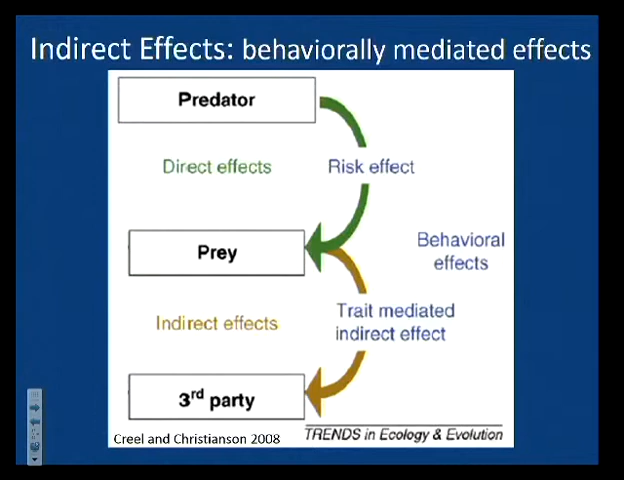 Indirect Effects: behaviorally mediated effects
Predator
Direct effects
Risk effect
Prey
Behavioral
effects
Indirect effects
Trait mediated
indirect effect
3rd party
Creel and Christianson 2008
TRENDS in Ecology & Evolution